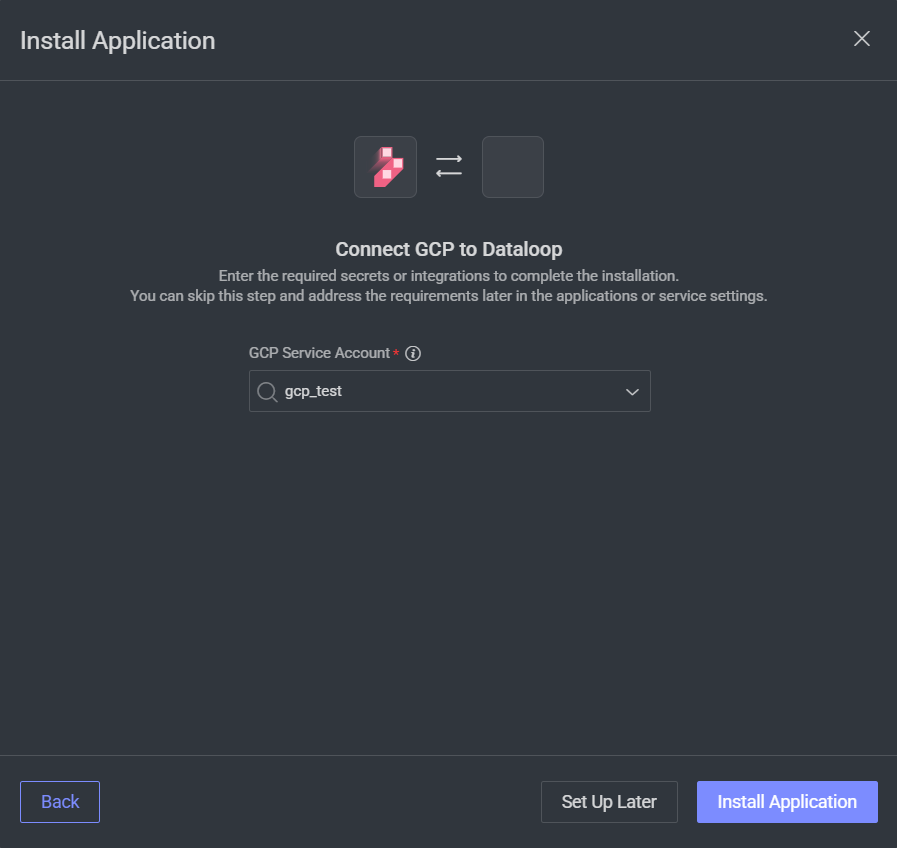 Install Application
Connect GCP to Dataloop
Enter the required secrets or integrations to complete the installation.
You can skip this step and address the requirements later in the applications or service settings.
GCP Service Account *
gcp_test
Back
Set Up Later
Install Application